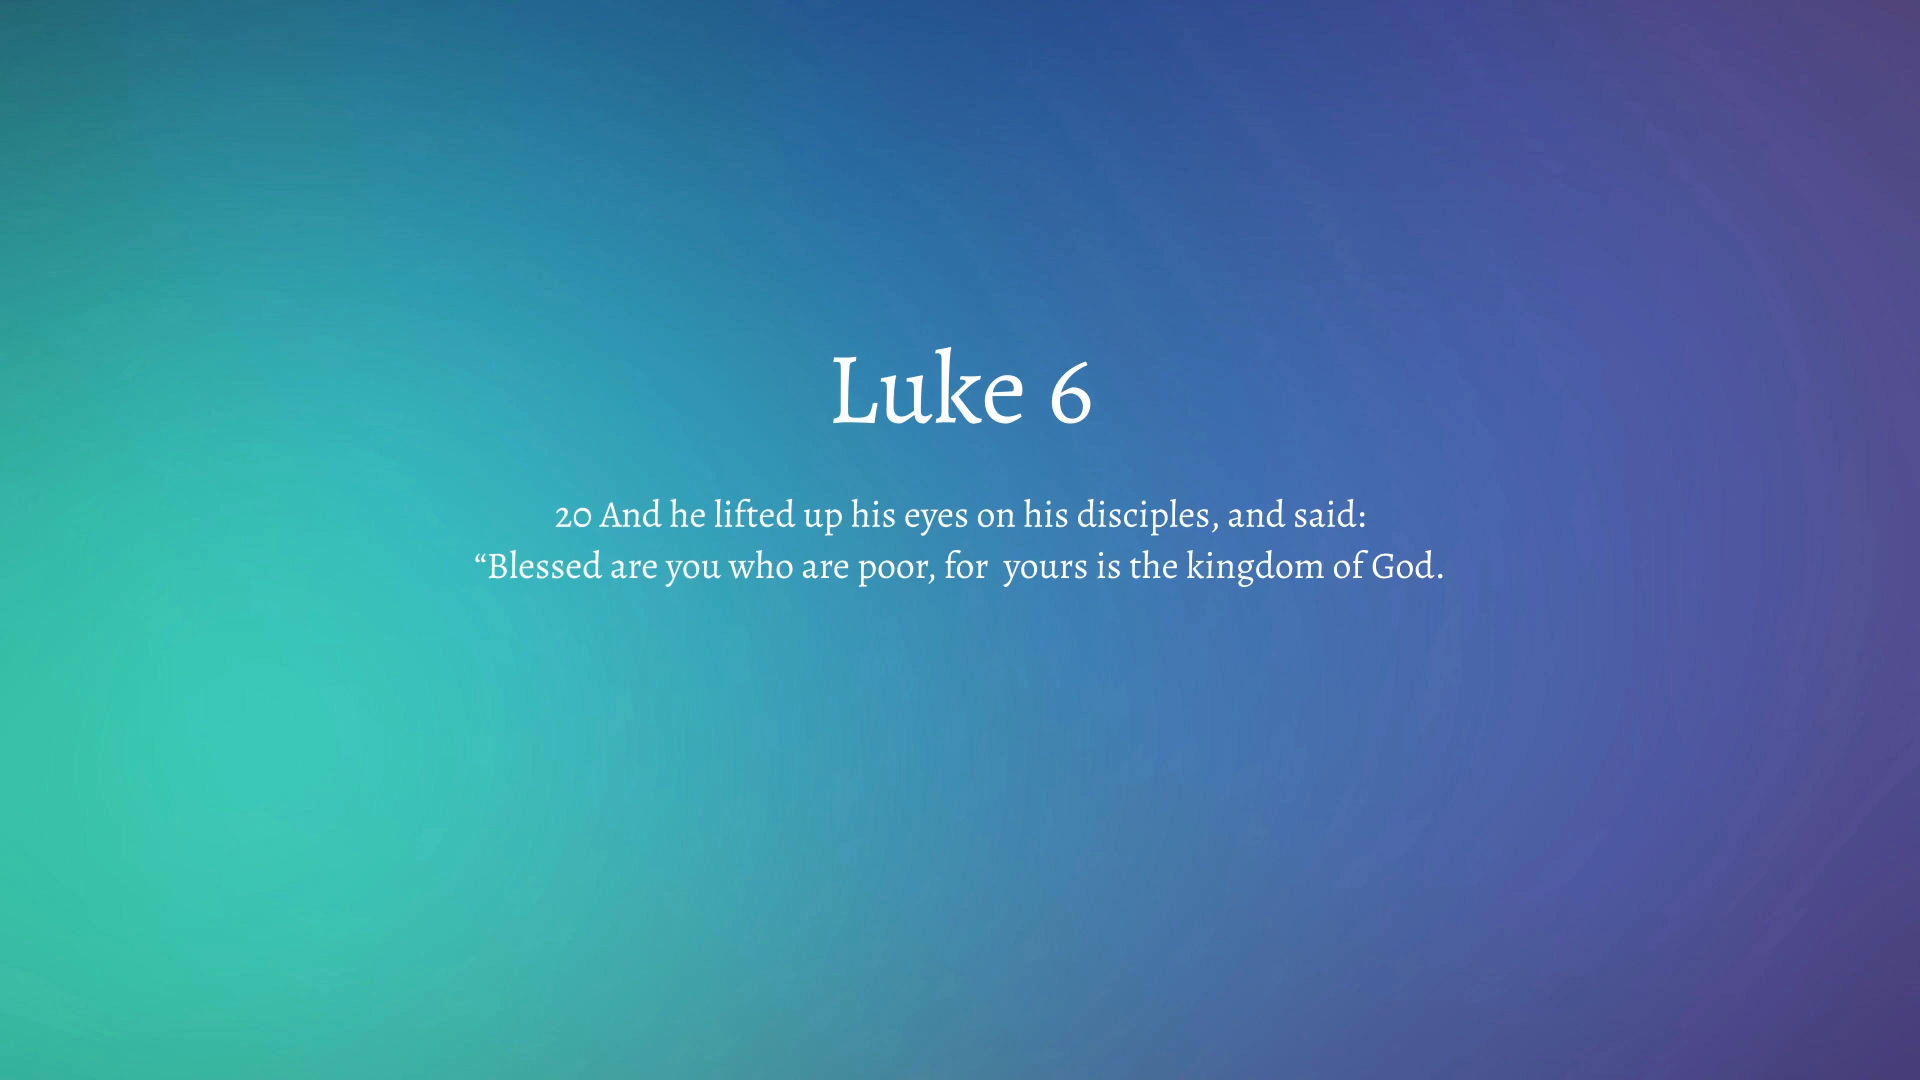 Luke 6
20 And he lifted up his eyes on his disciples, and said:
“Blessed are you who are poor, for  yours is the kingdom of God.